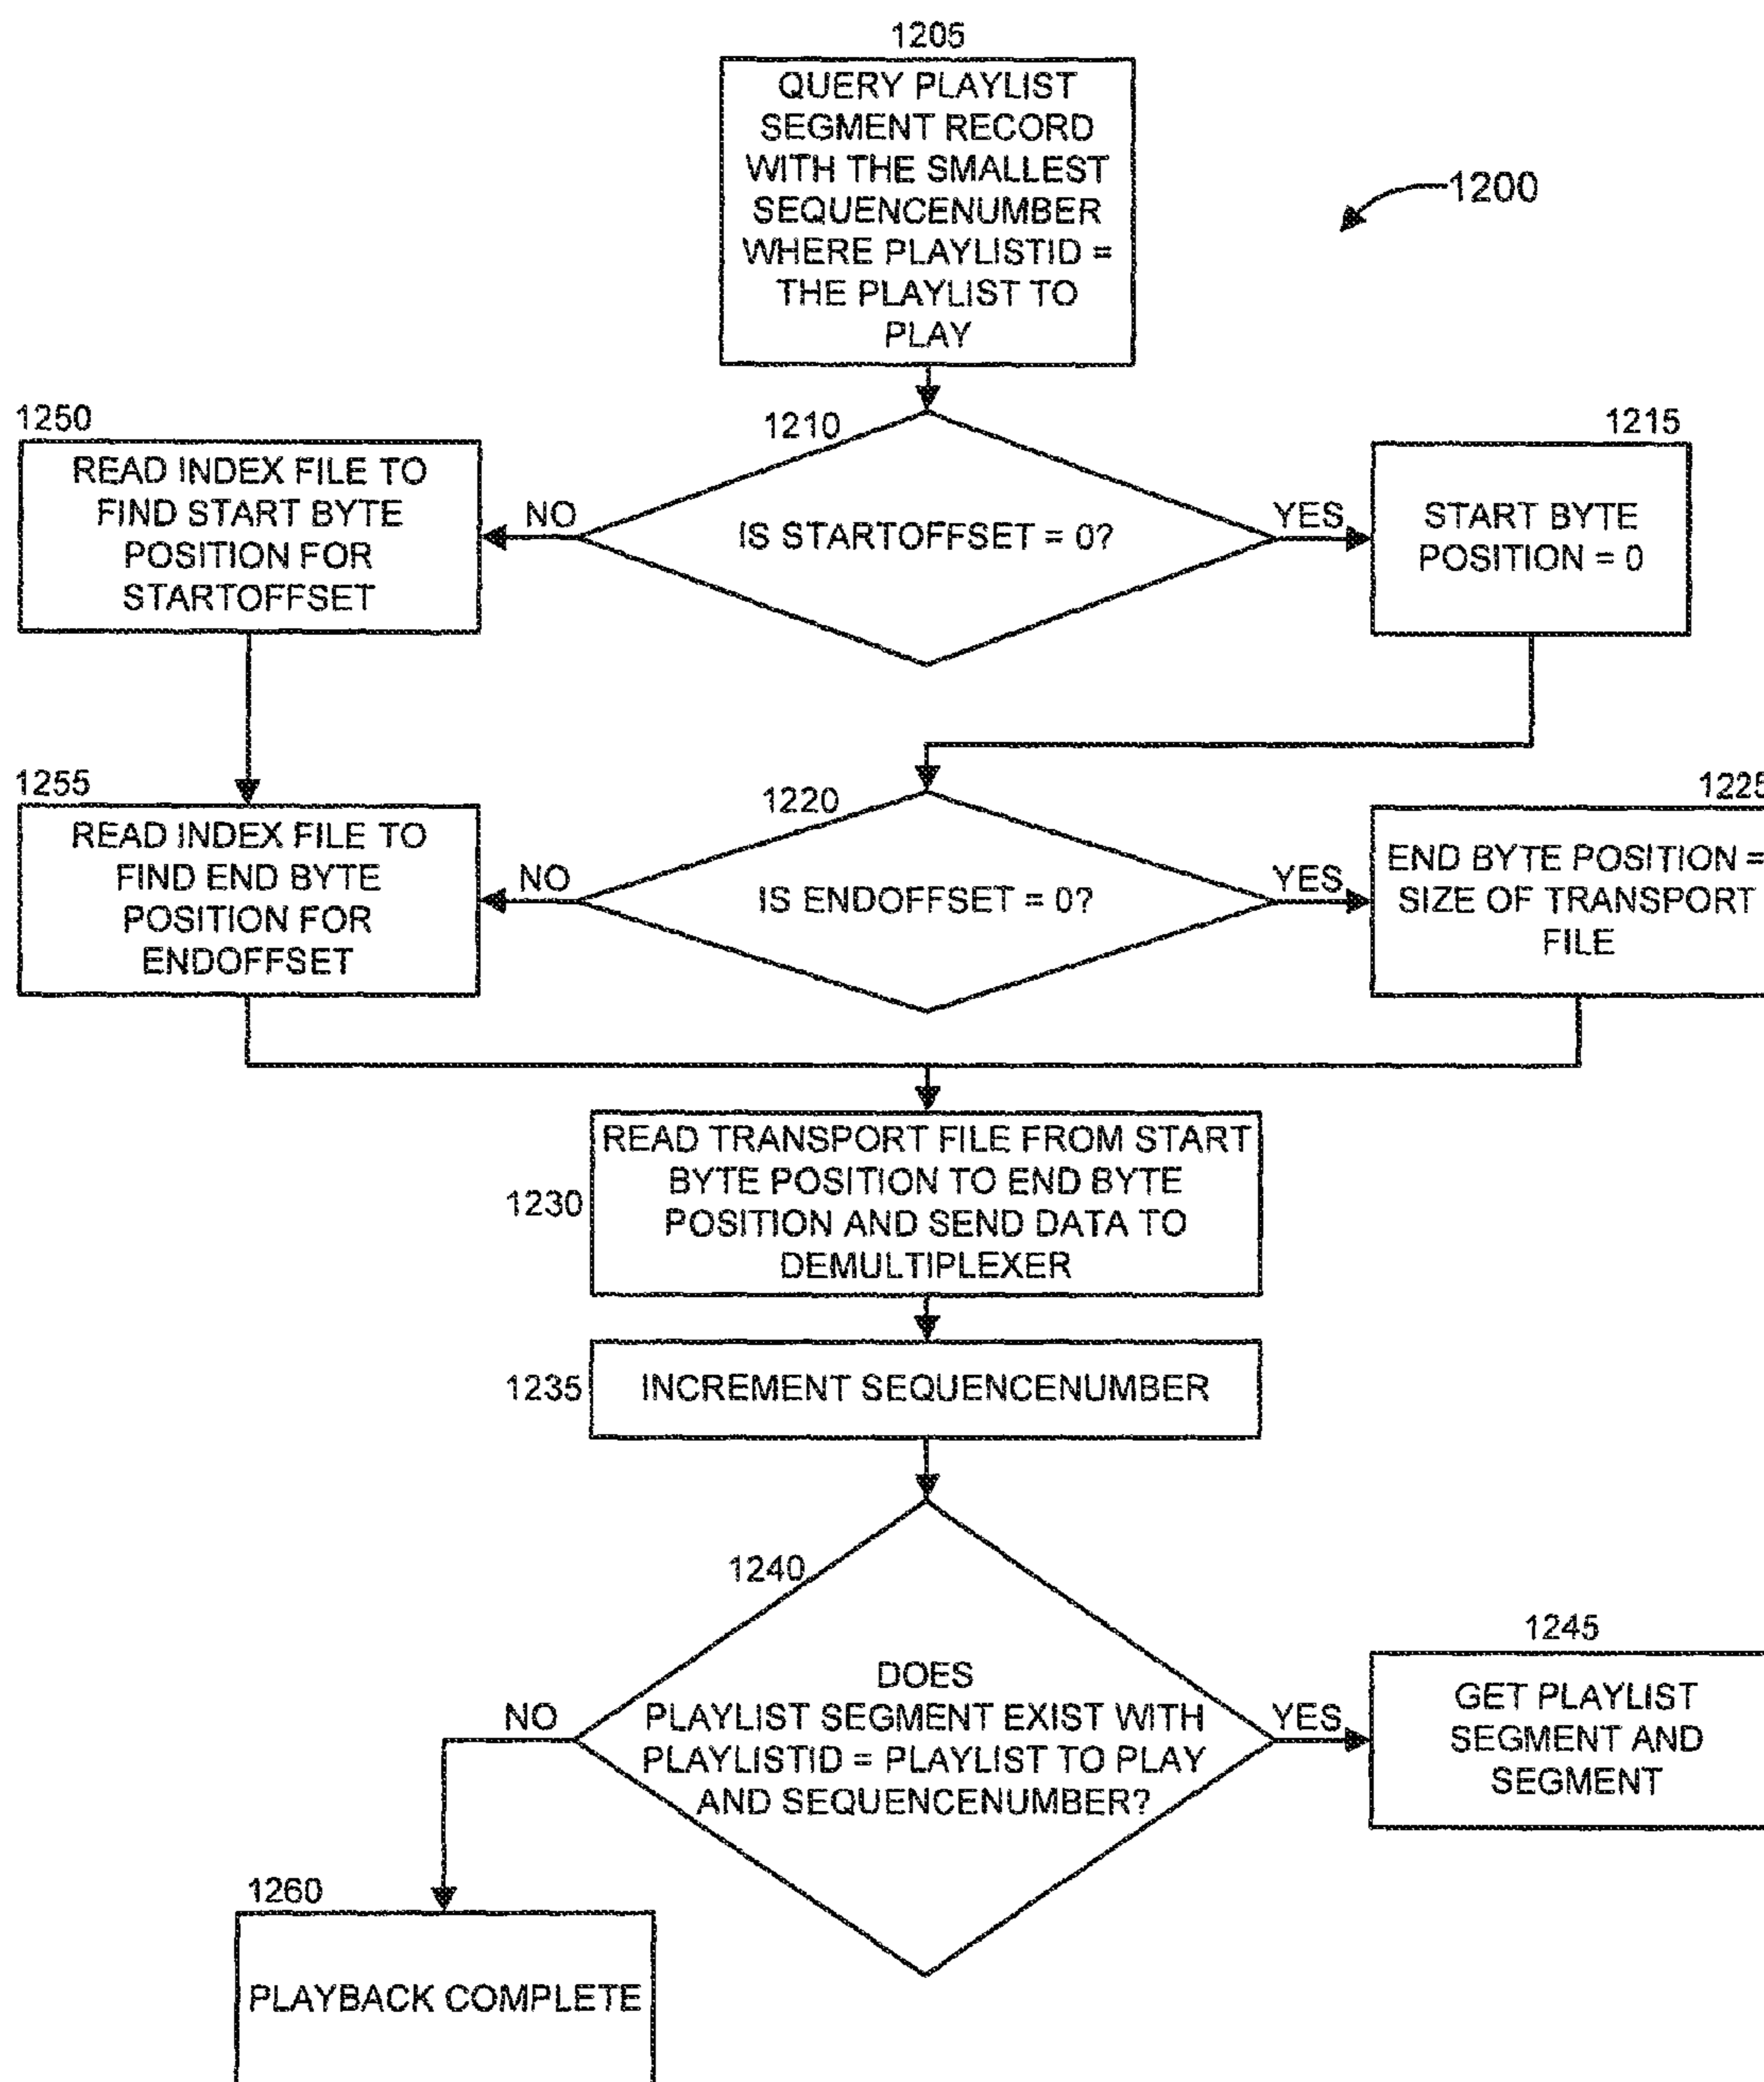 1205
QUERY PLAYLIST
SEGMENT RECORD
WITH THE SMALLEST
SEQUENCENUMBER
WHERE PLAYLISTID =
THE PLAYLIST TO
PLAY
1200
1250
READ INDEX FILE TO
FIND START BYTE
POSITION FOR
STARTOFFSET
NO
1210
IS STARTOFFSET = 0?
YES
1215
START BYTE
POSITION = 0
1255
READ INDEX FILE TO
FIND END BYTE
POSITION FOR
ENDOFFSET
NO
1220
IS ENDOFFSET = 0?
YES
1225
END BYTE POSITION =
SIZE OF TRANSPORT
FILE
1230
READ TRANSPORT FILE FROM START
BYTE POSITION TO END BYTE
POSITION AND SEND DATA TO
DEMULTIPLEXER
1235
INCREMENT SEQUENCENUMBER
1240
DOES
PLAYLIST SEGMENT EXIST WITH
PLAYLISTID = PLAYLIST TO PLAY
AND SEQUENCENUMBER?
NO
YES
1245
GET PLAYLIST
SEGMENT AND
SEGMENT
1260
PLAYBACK COMPLETE